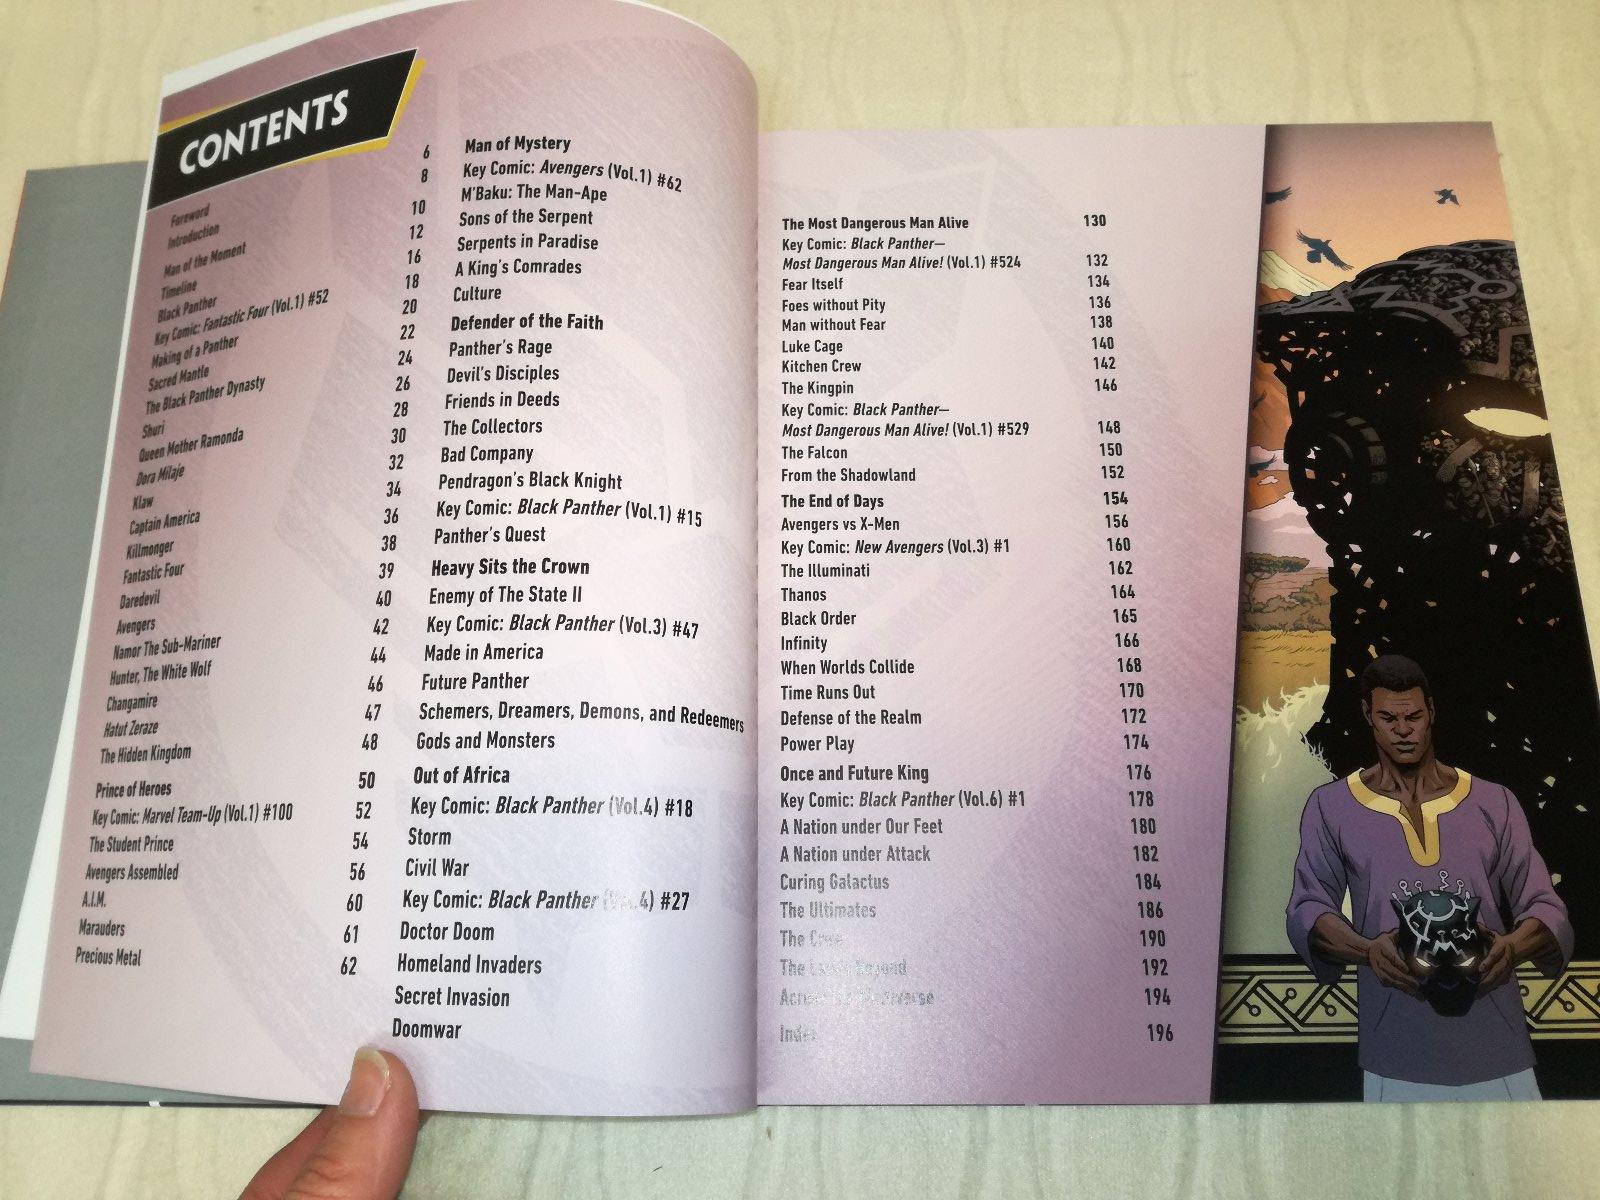 CONTENTS
Foreword 6
Introduction 8
Man of the Moment 10
Timeline 12
Black Panther 16
Key Comic: Fantastic Four (Vol.1) #52 18
Making of a Panther 20
Sacred Mantle 22
The Black Panther Dynasty 24
Shuri 26
Queen Mother Ramonda 28
Dora Milaje 30
Klaw 32
Captain America 34
Killmonger 36
Fantastic Four 38
Daredevil 39
Avengers 40
Namor The Sub-Mariner 42
Hunter, The White Wolf 44
Changamire 46
Hatut Zeraze 47
The Hidden Kingdom 48
Prince of Heroes 50
Key Comic: Marvel Team-Up (Vol.1) #100 52
The Student Prince 54
Avengers Assembled 56
A.I.M. 60
Marauders 61
Precious Metal 62
Man of Mystery
Key Comic: Avengers (Vol.1) #62
M'Baku: The Man-Ape
Sons of the Serpent
Serpents in Paradise
A King's Comrades
Culture
Defender of the Faith
Panther's Rage
Devil's Disciples
Friends in Deeds
The Collectors
Bad Company
Pendragon's Black Knight
Key Comic: Black Panther (Vol.1) #15
Panther's Quest
Heavy Sits the Crown
Enemy of The State II
Key Comic: Black Panther (Vol.3) #47
Made in America
Future Panther
Schemers, Dreamers, Demons, and Redeemers
Gods and Monsters
Out of Africa
Key Comic: Black Panther (Vol.4) #18
Storm
Civil War
Key Comic: Black Panther (Vol.4) #27
Doctor Doom
Homeland Invaders
Secret Invasion
Doomwar
The Most Dangerous Man Alive 130
Key Comic: Black Panther—
Most Dangerous Man Alive! (Vol.1) #524 132
Fear Itself 134
Foes without Pity 136
Man without Fear 138
Luke Cage 140
Kitchen Crew 142
The Kingpin 146
Key Comic: Black Panther—
Most Dangerous Man Alive! (Vol.1) #529 148
The Falcon 150
From the Shadowland 152
The End of Days 154
Avengers vs X-Men 156
Key Comic: New Avengers (Vol.3) #1 160
The Illuminati 162
Thanos 164
Black Order 165
Infinity 166
When Worlds Collide 168
Time Runs Out 170
Defense of the Realm 172
Power Play 174
Once and Future King 176
Key Comic: Black Panther (Vol.6) #1 178
A Nation under Our Feet 180
A Nation under Attack 182
Curing Galactus 184
The Ultimates 186
The Crew 190
The Beyond 192
194
Index 196